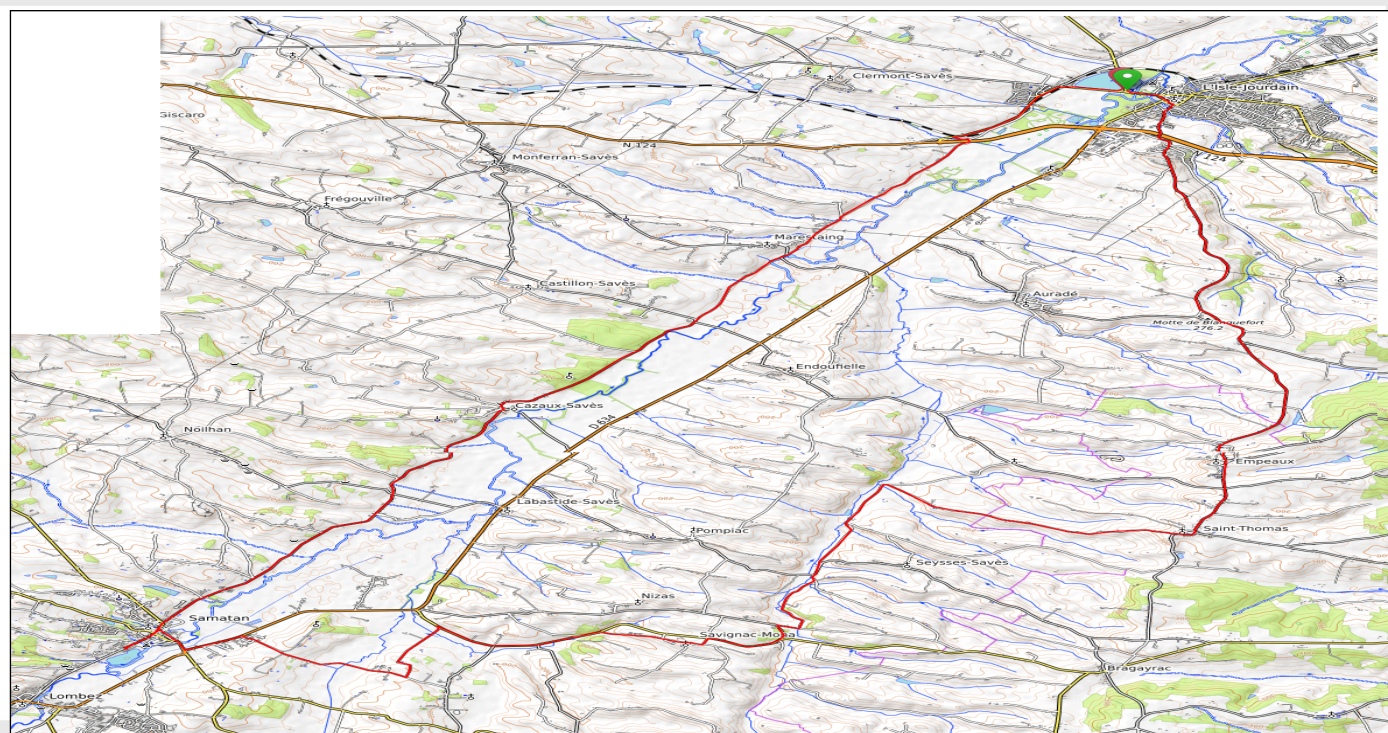 Clermont-Savès
L'Isle-Jourdain
Giscaro
N 124
Monferran-Savès
N 124
Frégouville
Marestaing
Castillon-Savès
Auradé
Motte de Blanquefort
276.2
Endoufielle
Cazaux-Savès
D 634
Noilhan
Empeaux
Labastide-Savès
Pompiac
Saint-Thomas
Seysses-Savès
Nizas
Samatan
Savignac-Mona
Bragayrac
Lombez